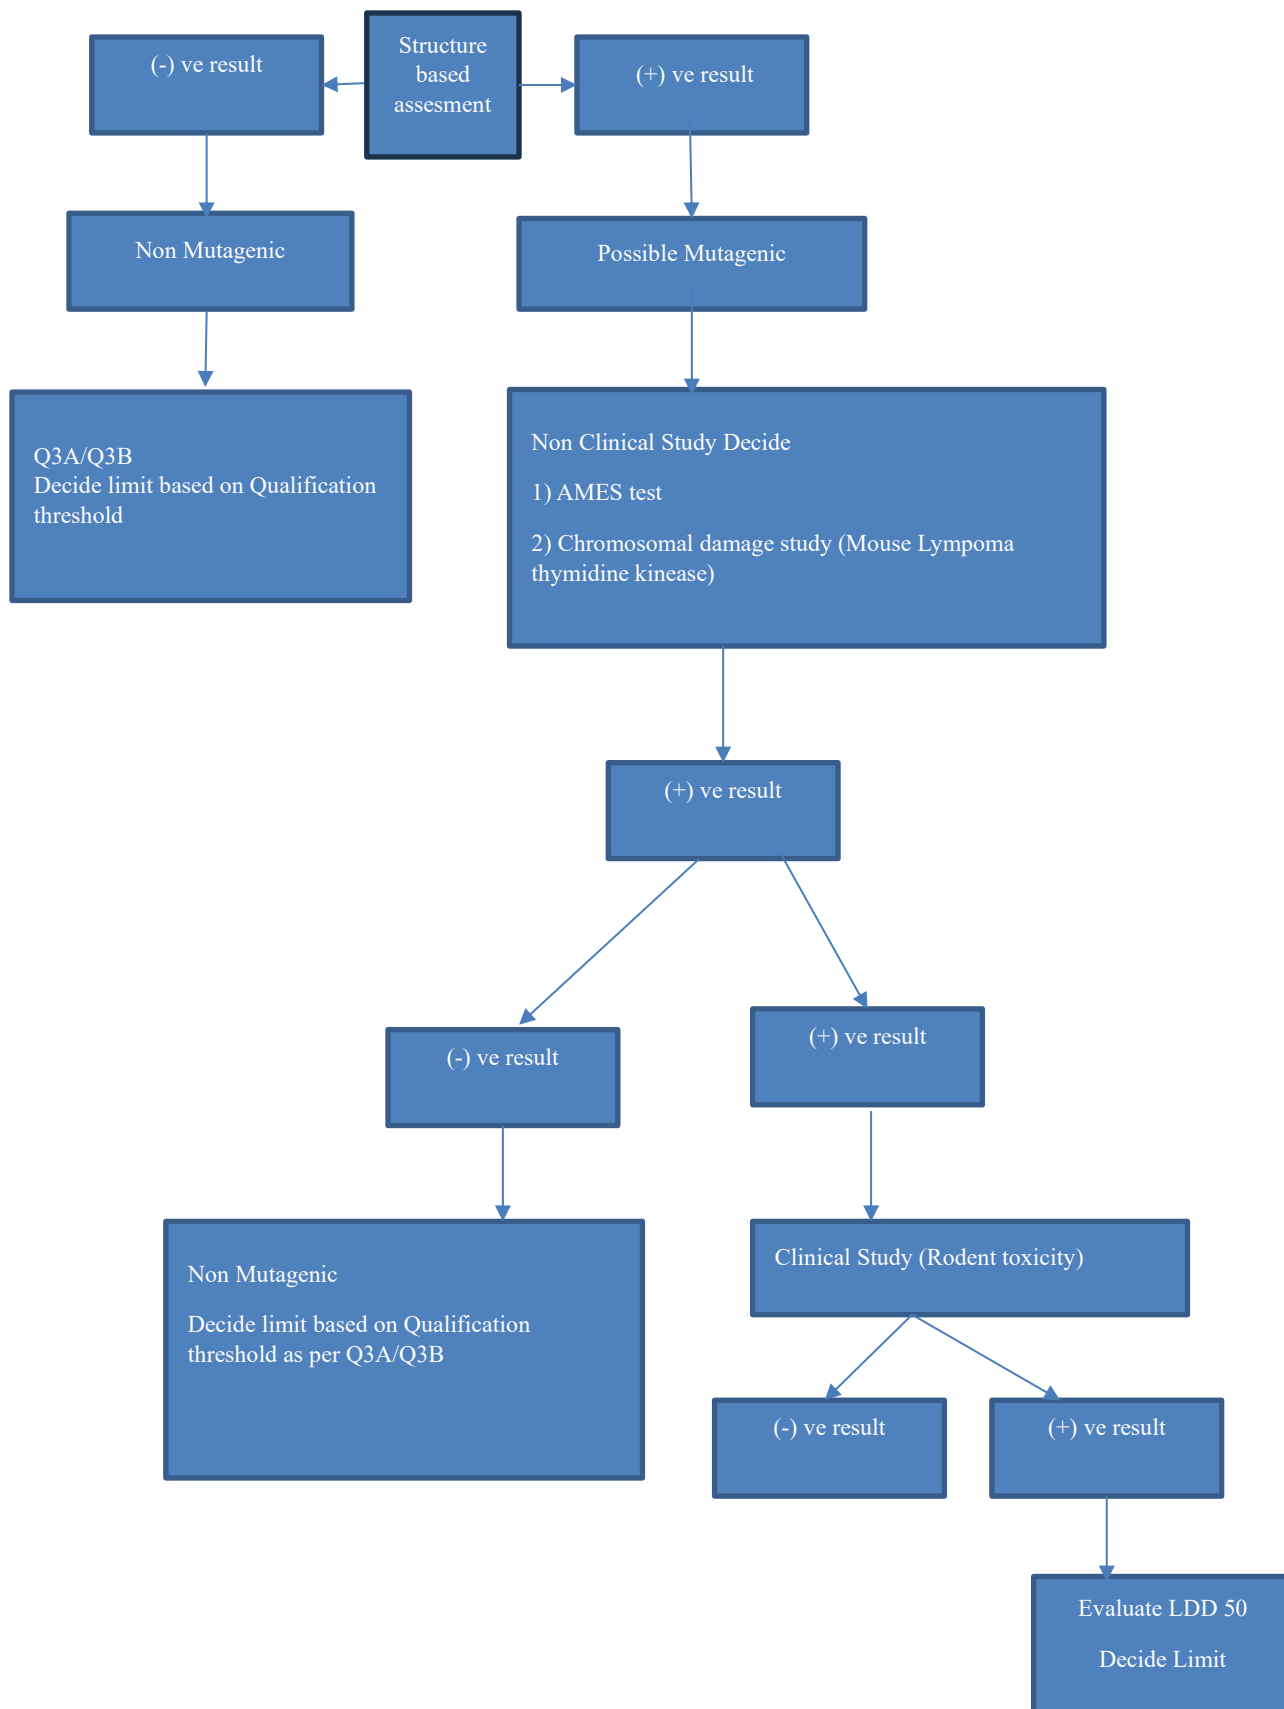 (-) ve result
Structure
based
assesment
(+) ve result
Non Mutagenic
Possible Mutagenic
Q3A/Q3B
Decide limit based on Qualification
threshold
Non Clinical Study Decide
1) AMES test
2) Chromosomal damage study (Mouse Lympoma
thymidine kinease)
(+) ve result
(-) ve result
(+) ve result
Non Mutagenic
Decide limit based on Qualification
threshold as per Q3A/Q3B
Clinical Study (Rodent toxicity)
(-) ve result
(+) ve result
Evaluate LDD 50
Decide Limit